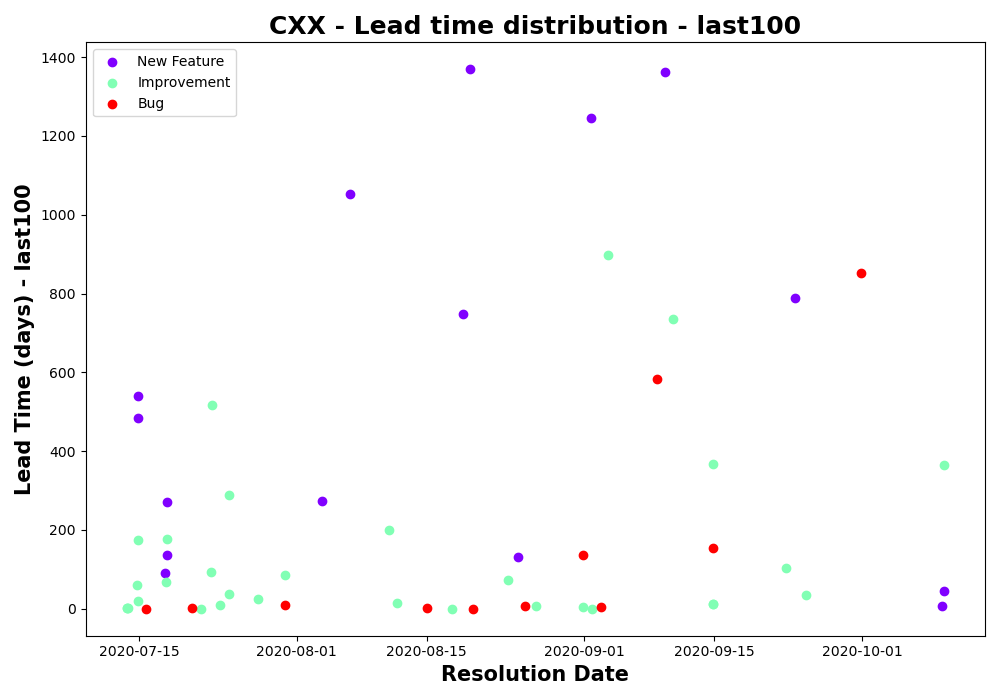 CXX - Lead time distribution - last100
New Feature
Improvement
Bug
1400
1200
1000
800
600
400
200
0
Lead Time (days) - last100
2020-07-15
2020-08-01
2020-08-15
2020-09-01
2020-09-15
2020-10-01
Resolution Date